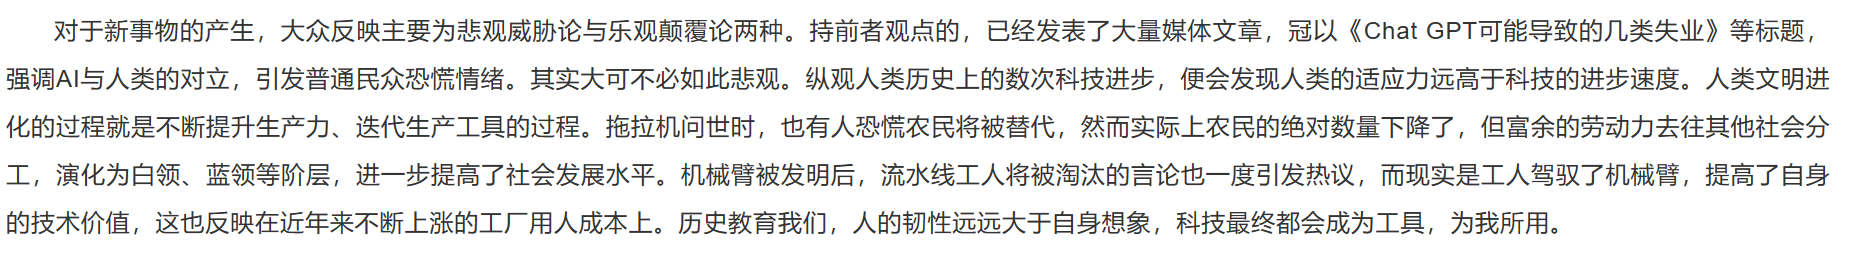 对于新事物的产生，大众反映主要为悲观威胁论与乐观颠覆论两种。持前者观点的，已经发表了大量媒体文章，冠以《Chat GPT可能导致的几类失业》等标题，
强调AI与人类的对立，引发普通民众恐慌情绪。其实大可不必如此悲观。纵观人类历史上的数次科技进步，便会发现人类的适应力远高于科技的进步速度。人类文明进
化的过程就是不断提升生产力、迭代生产工具的过程。拖拉机问世时，也有人恐慌农民将被替代，然而实际上农民的绝对数量下降了，但富余的劳动力去往其他社会分
工，演化为白领、蓝领等阶层，进一步提高了社会发展水平。机械臂被发明后，流水线工人将被淘汰的言论也一度引发热议，而现实是工人驾驭了机械臂，提高了自身
的技术价值，这也反映在近年来不断上涨的工厂用人成本上。历史教育我们，人的韧性远远大于自身想象，科技最终都会成为工具，为我所用。